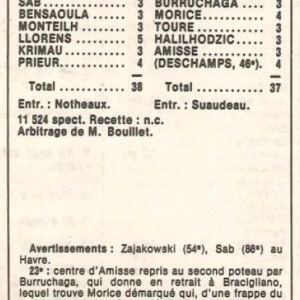 SAB............. 3 BURRUCHAGA.... 3
BENSAOULA..... 3 MORICE.......... 4
MONTEILH...... 3 TOURE........... 3
LLORENS....... 5 HALILHODZIC... 3
KRIMAU........ 3 AMISSE.......... 3
PRIEUR......... 4 (DESCHAMPS, 46ᵉ). 4
Total ............ 38 Total ............ 37
Entr. : Notheaux. Entr. : Suaudeau.
11 524 spect. Recette : n.c.
Arbitrage de M. Bouillet.
Avertissements : Zajakowski (54ᵉ), Sab (86ᵉ) au
Havre.
23ᵉ : centre d'Amisse repris au second poteau par
Burruchaga, qui donne en retrait à Bracigliano,
lequel trouve Morice démarqué qui, d'une frappe du